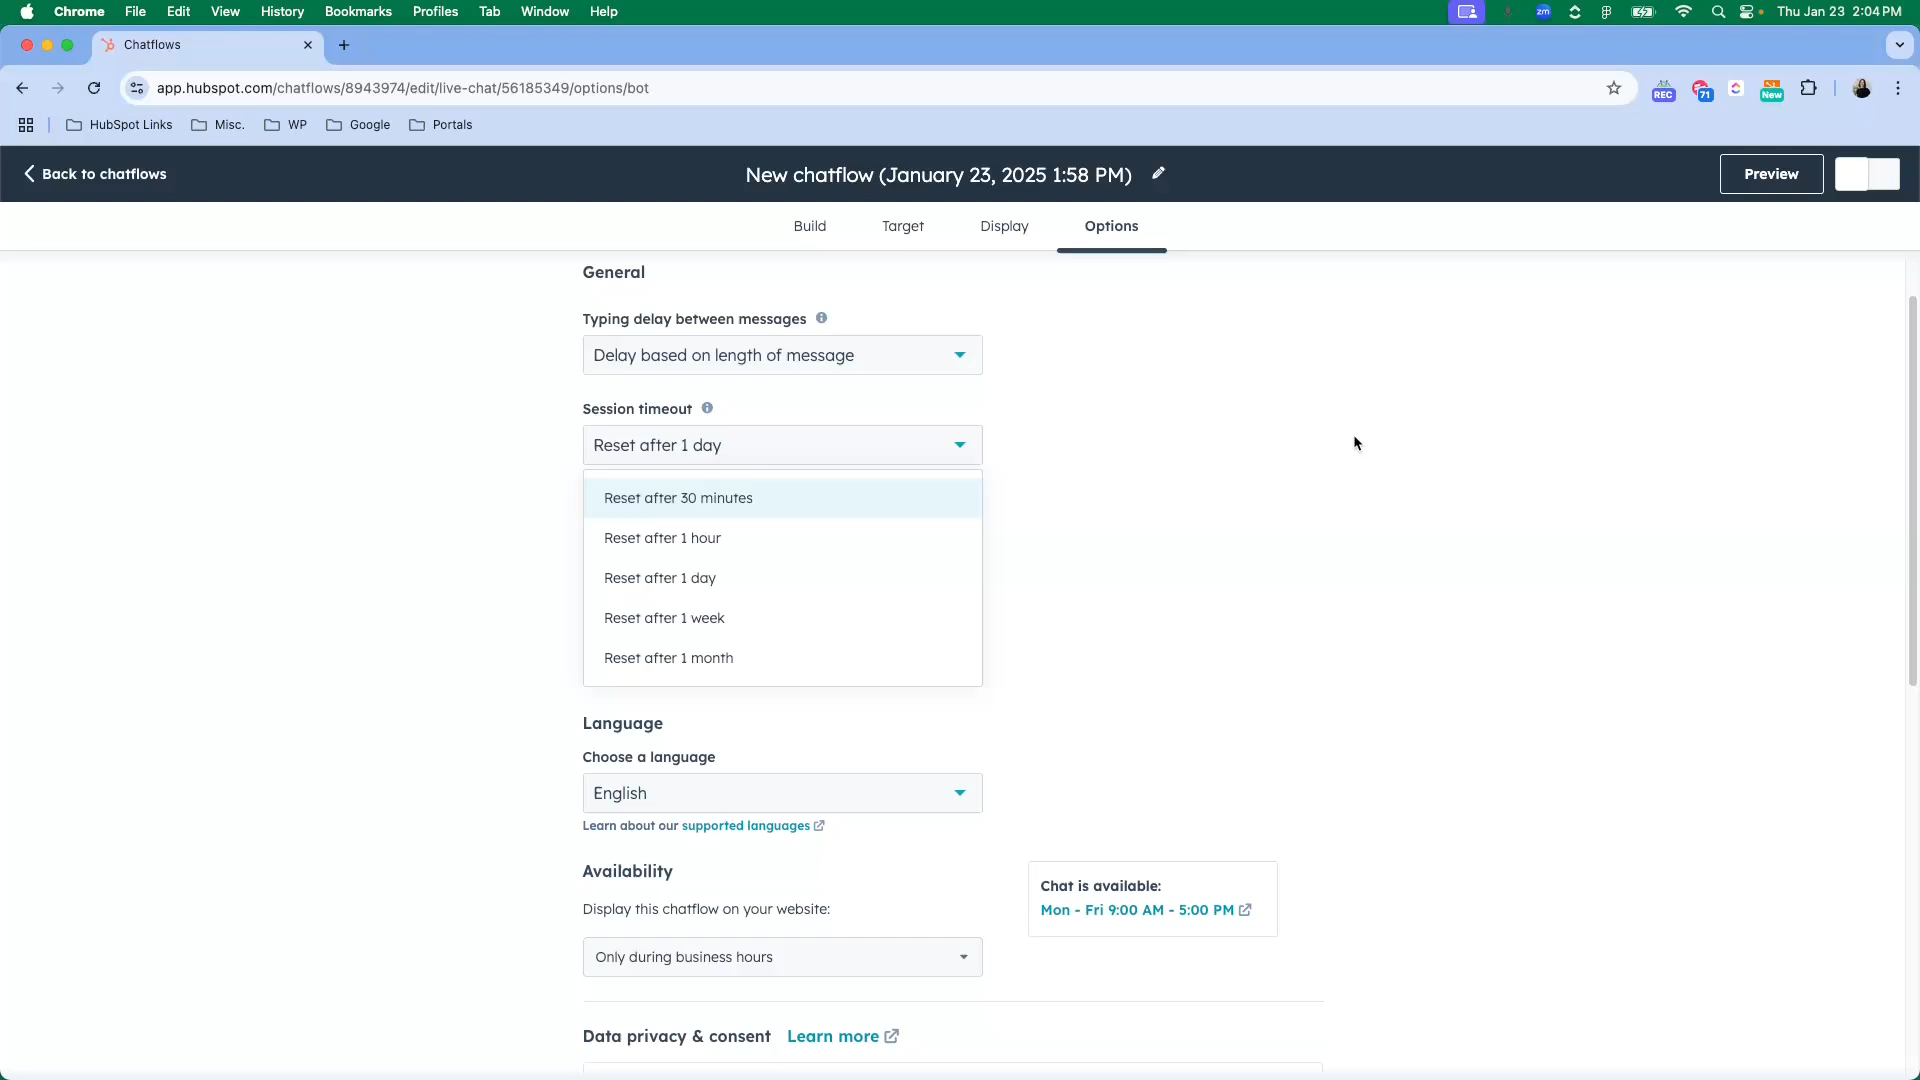 Chrome File Edit View History Bookmarks Profiles Tab Window Help
zm
Thu Jan 23 2:04 PM
Chatflows
app.hubspot.com/chatflows/8943974/edit/live-chat/56185349/options/bot
REC
71
New
HubSpot Links Misc. WP Google Portals
Back to chatflows
New chatflow (January 23, 2025 1:58 PM)
Preview
Build Target Display Options
General
Typing delay between messages
Delay based on length of message
Session timeout
Reset after 1 day
Reset after 30 minutes
Reset after 1 hour
Reset after 1 day
Reset after 1 week
Reset after 1 month
Language
Choose a language
English
Learn about our supported languages
Availability
Display this chatflow on your website:
Only during business hours
Chat is available:
Mon - Fri 9:00 AM - 5:00 PM
Data privacy & consent Learn more